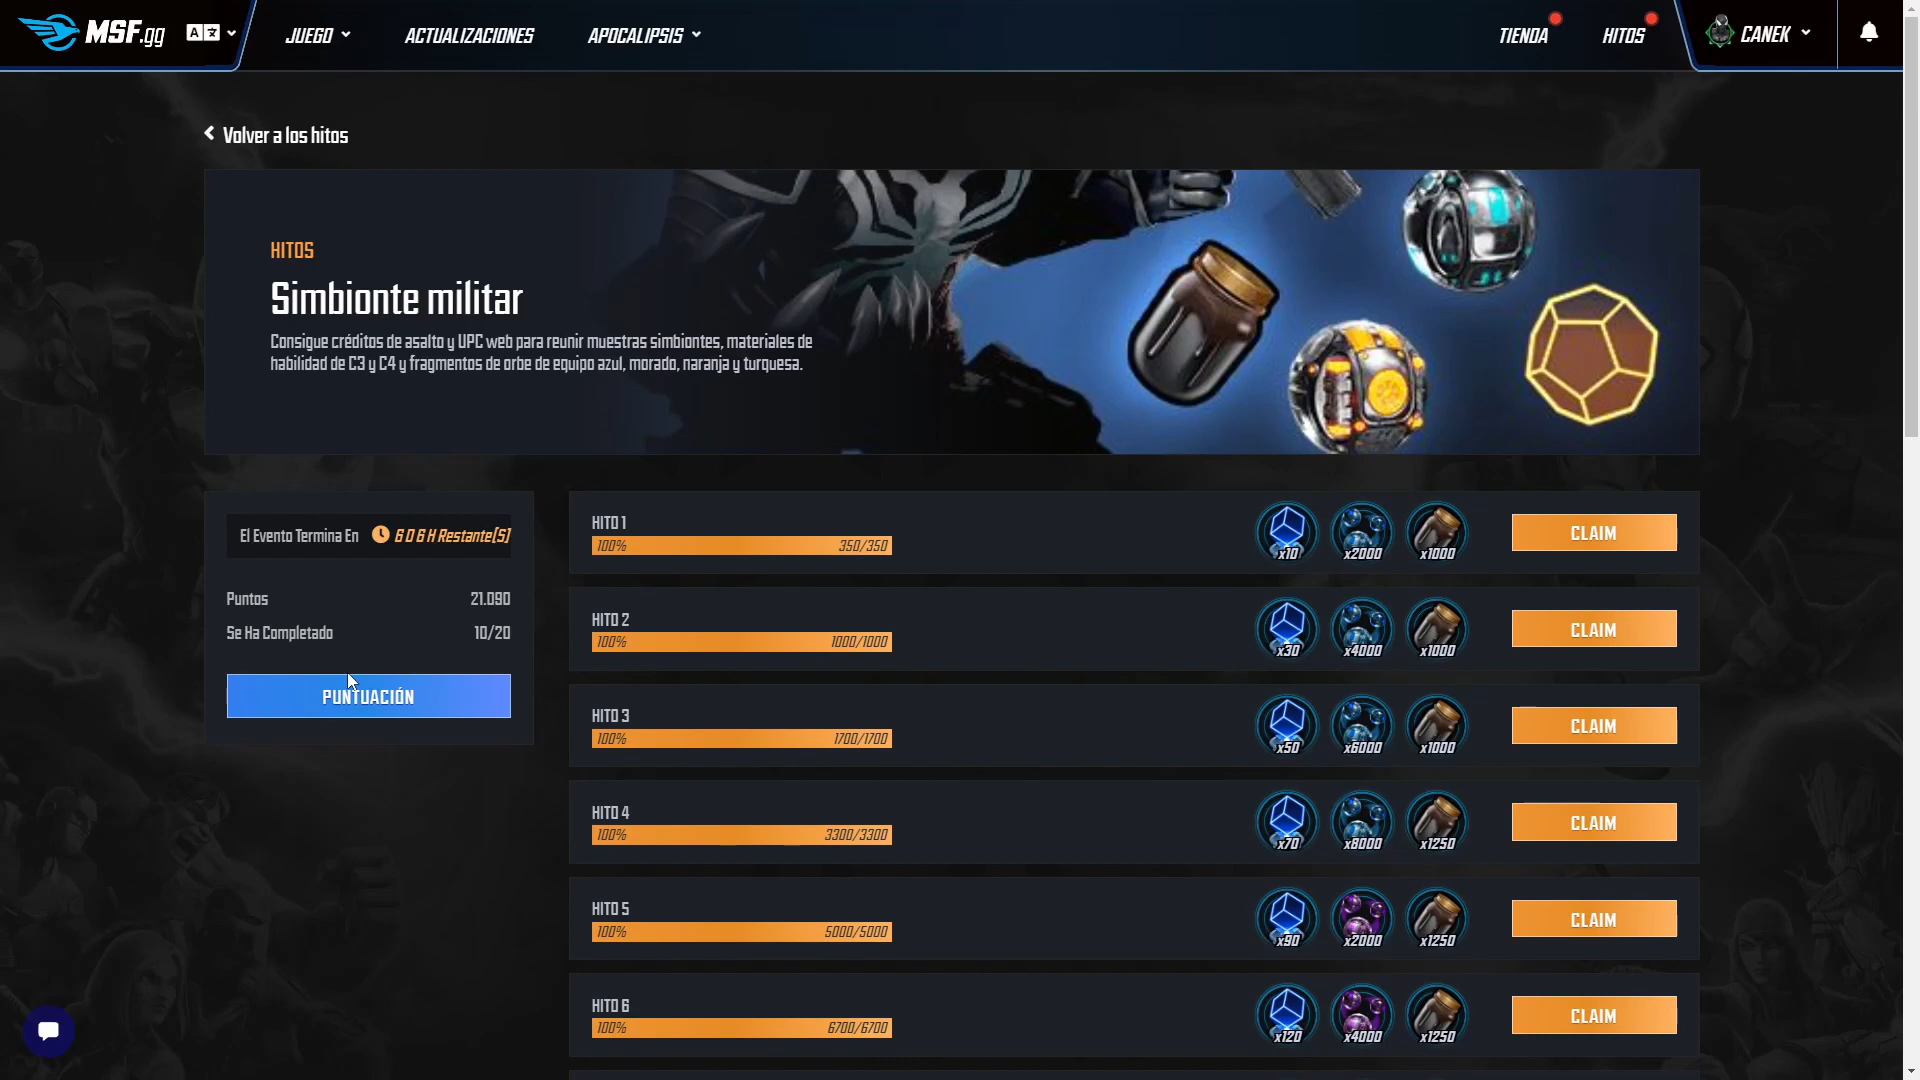 MSF.gg
JUEGO
ACTUALIZACIONES
APOCALIPSIS
TIENDA
HITOS
CANEK
Volver a los hitos
HITOS
Simbionte militar
Consigue créditos de asalto y UPC web para reunir muestras simbiontes, materiales de
habilidad de C3 y C4 y fragmentos de orbe de equipo azul, morado, naranja y turquesa.
El Evento Termina En 6 D 6 H Restante[S]
Puntos 21.090
Se Ha Completado 10/20
PUNTUACIÓN
HITO 1
100% 350/350
x10 x2000 x1000
CLAIM
HITO 2
100% 1000/1000
x30 x4000 x1000
CLAIM
HITO 3
100% 1700/1700
x50 x6000 x1000
CLAIM
HITO 4
100% 3300/3300
x70 x8000 x1250
CLAIM
HITO 5
100% 5000/5000
x90 x2000 x1250
CLAIM
HITO 6
100% 6700/6700
x120 x4000 x1250
CLAIM